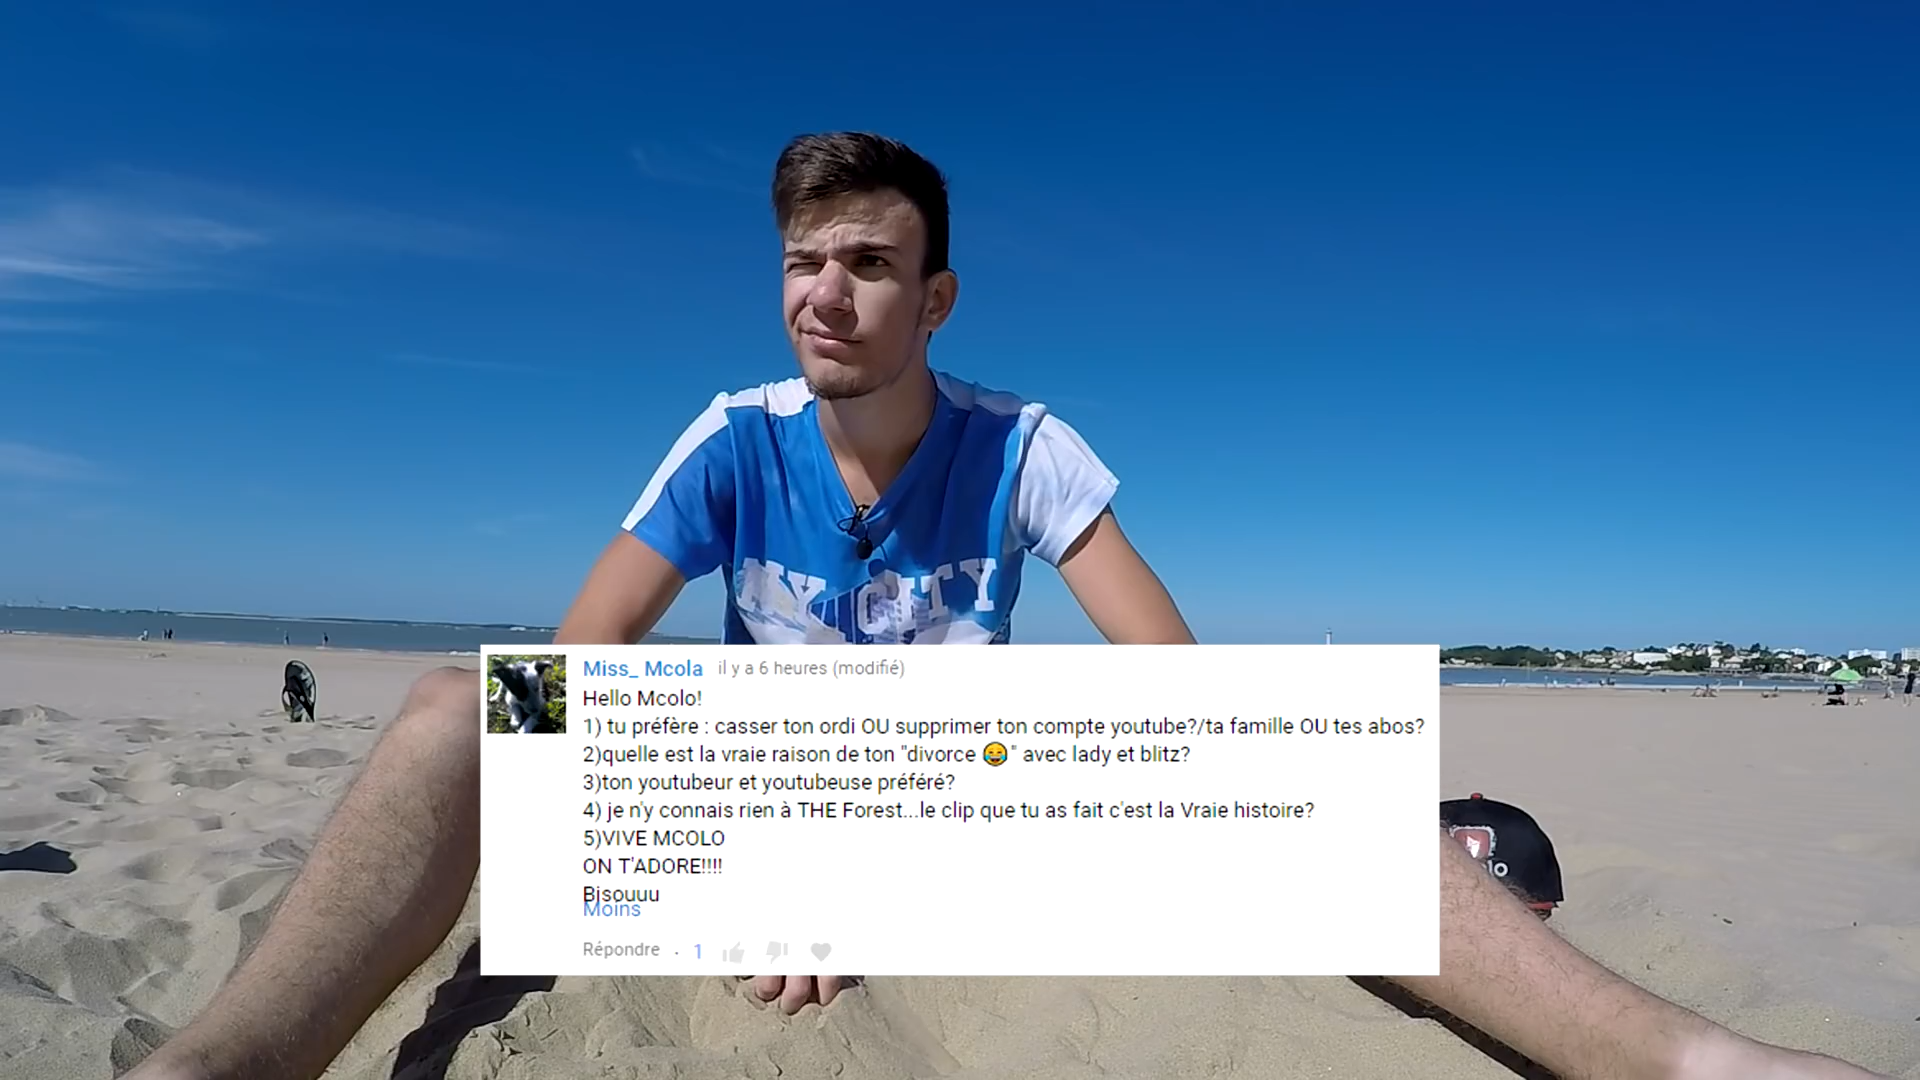 MY CITY
Miss_ Mcola il y a 6 heures (modifié)
Hello Mcolo!
1) tu préfère : casser ton ordi OU supprimer ton compte youtube?/ta famille OU tes abos?
2)quelle est la vraie raison de ton "divorce 😂" avec lady et blitz?
3)ton youtubeur et youtubeuse préféré?
4) je n'y connais rien à THE Forest...le clip que tu as fait c'est la Vraie histoire?
5)VIVE MCOLO
ON T'ADORE!!!!
Bisouuu
Moins
Répondre . 1